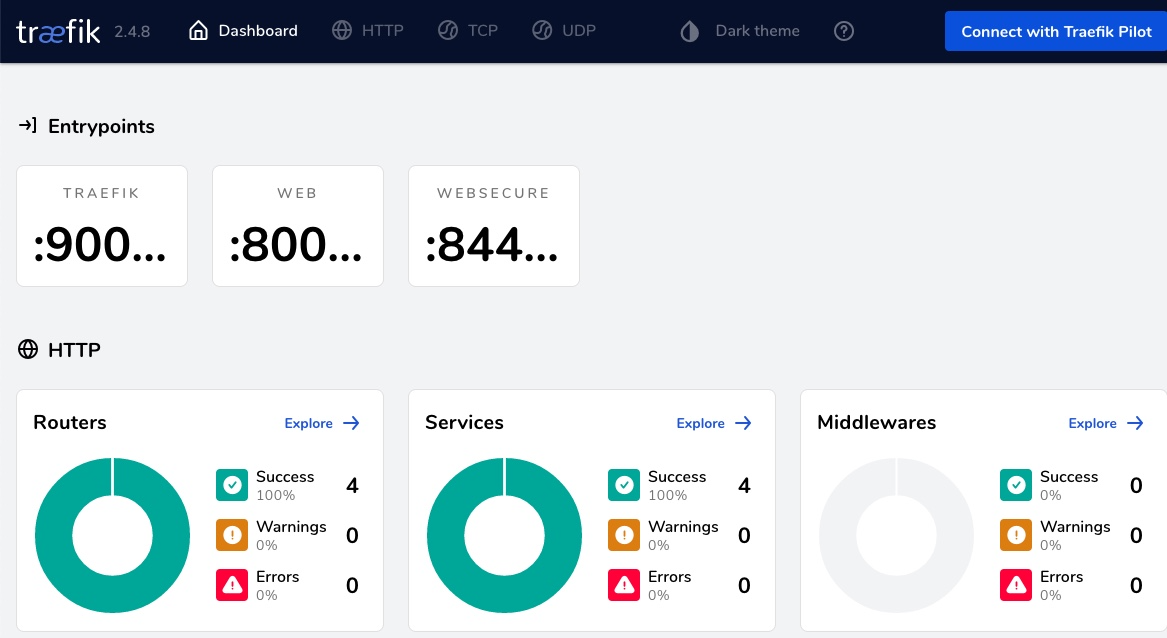 træfik 2.4.8 Dashboard HTTP TCP UDP Dark theme Connect with Traefik Pilot
Entrypoints
TRAEFIK WEB WEBSECURE
:900... :800... :844...
HTTP
Routers Explore Services Explore Middlewares Explore
Success 4 Success 4 Success 0
100% 100% 0%
Warnings 0 Warnings 0 Warnings 0
0% 0% 0%
Errors 0 Errors 0 Errors 0
0% 0% 0%